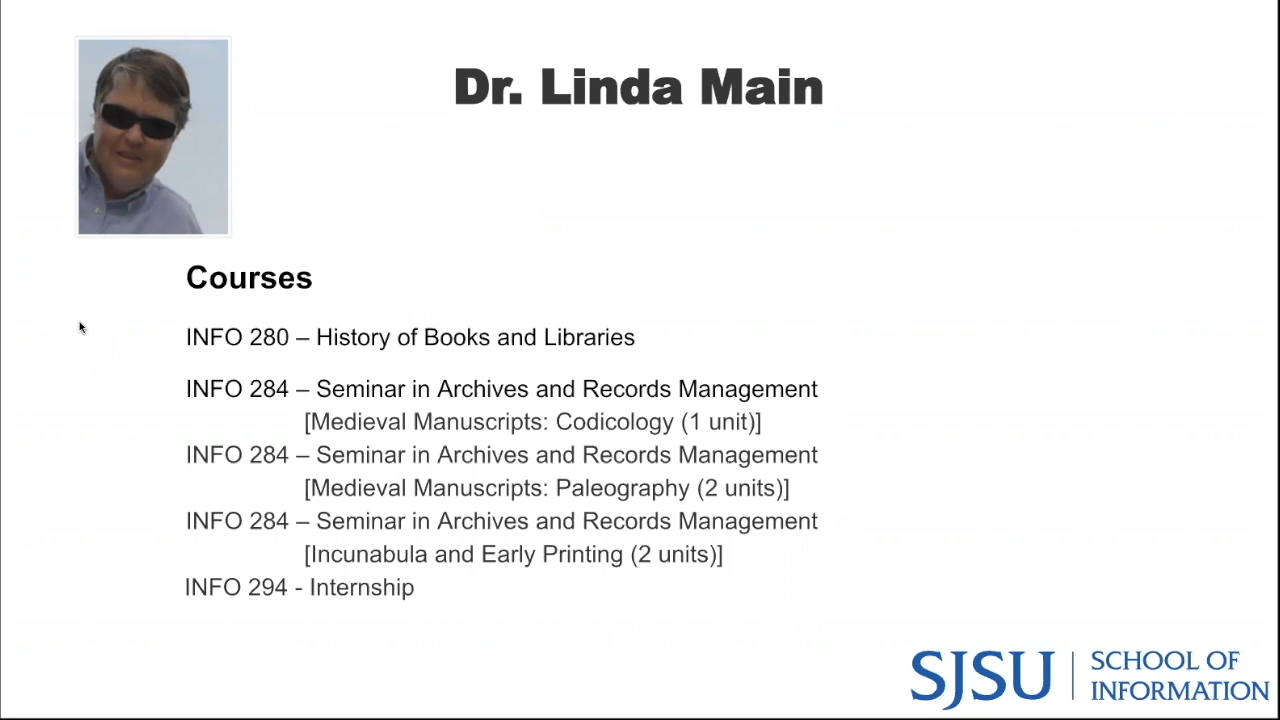 Dr. Linda Main
Courses
INFO 280 – History of Books and Libraries
INFO 284 – Seminar in Archives and Records Management
[Medieval Manuscripts: Codicology (1 unit)]
INFO 284 – Seminar in Archives and Records Management
[Medieval Manuscripts: Paleography (2 units)]
INFO 284 – Seminar in Archives and Records Management
[Incunabula and Early Printing (2 units)]
INFO 294 - Internship
SJSU
SCHOOL OF
INFORMATION